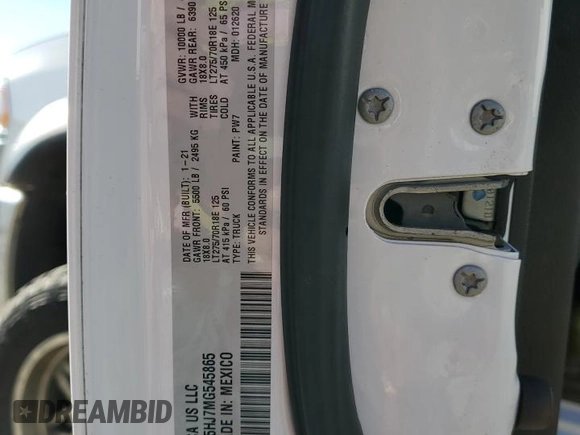 DATE OF MFR (BUILT): 1-21 GVWR: 10000 LB /
GAWR FRONT: 5500 LB / 2495 KG WITH GAWR REAR: 6390
18X8.0 RIMS 18X8.0
LT275/70R18E 125 TIRES LT275/70R18E 125
AT 415 kPa / 60 PSI COLD AT 450 kPa / 65 PSI
TYPE: TRUCK PAINT: PW7 MDH: 012620
THIS VEHICLE CONFORMS TO ALL APPLICABLE U.S.A. FEDERAL
STANDARDS IN EFFECT ON THE DATE OF MANUFACTURE
SA US LLC
5HJ7MG545865
DE IN: MEXICO
DREAMBID